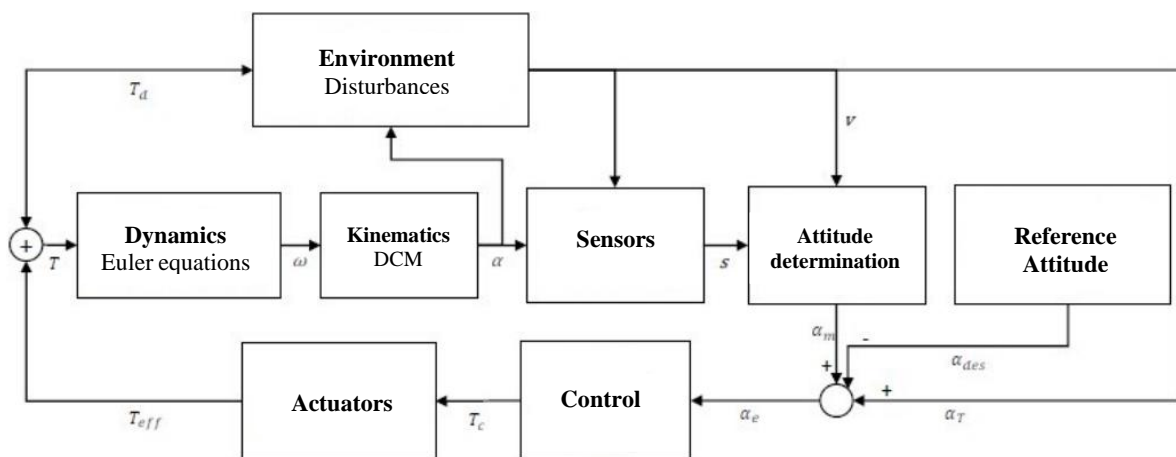 Environment
Disturbances
T_d
v
Dynamics
Euler equations
Kinematics
DCM
Sensors
Attitude
determination
Reference
Attitude
+
T
ω
α
s
α_m
-
α_des
+
+
Actuators
Control
T_eff
T_c
α_e
α_T